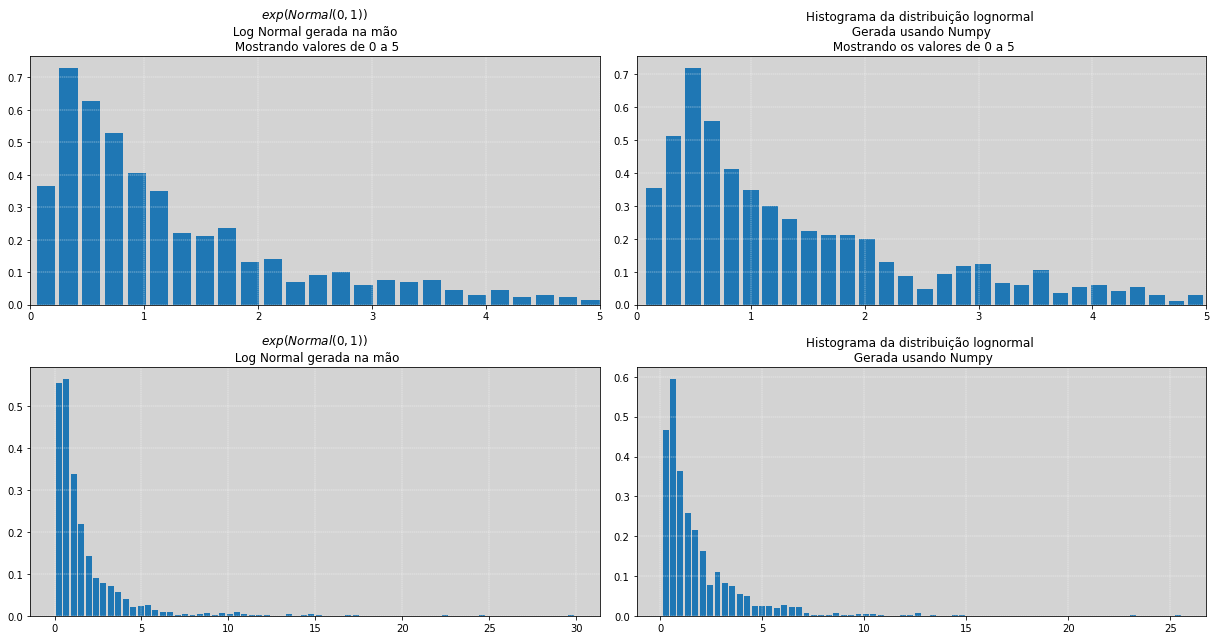 exp(Normal(0, 1))
Log Normal gerada na mão
Mostrando valores de 0 a 5
0.7
0.6
0.5
0.4
0.3
0.2
0.1
0.0
0 1 2 3 4 5
Histograma da distribuição lognormal
Gerada usando Numpy
Mostrando os valores de 0 a 5
0.7
0.6
0.5
0.4
0.3
0.2
0.1
0.0
0 1 2 3 4 5
exp(Normal(0, 1))
Log Normal gerada na mão
0.5
0.4
0.3
0.2
0.1
0.0
0 5 10 15 20 25 30
Histograma da distribuição lognormal
Gerada usando Numpy
0.6
0.5
0.4
0.3
0.2
0.1
0.0
0 5 10 15 20 25